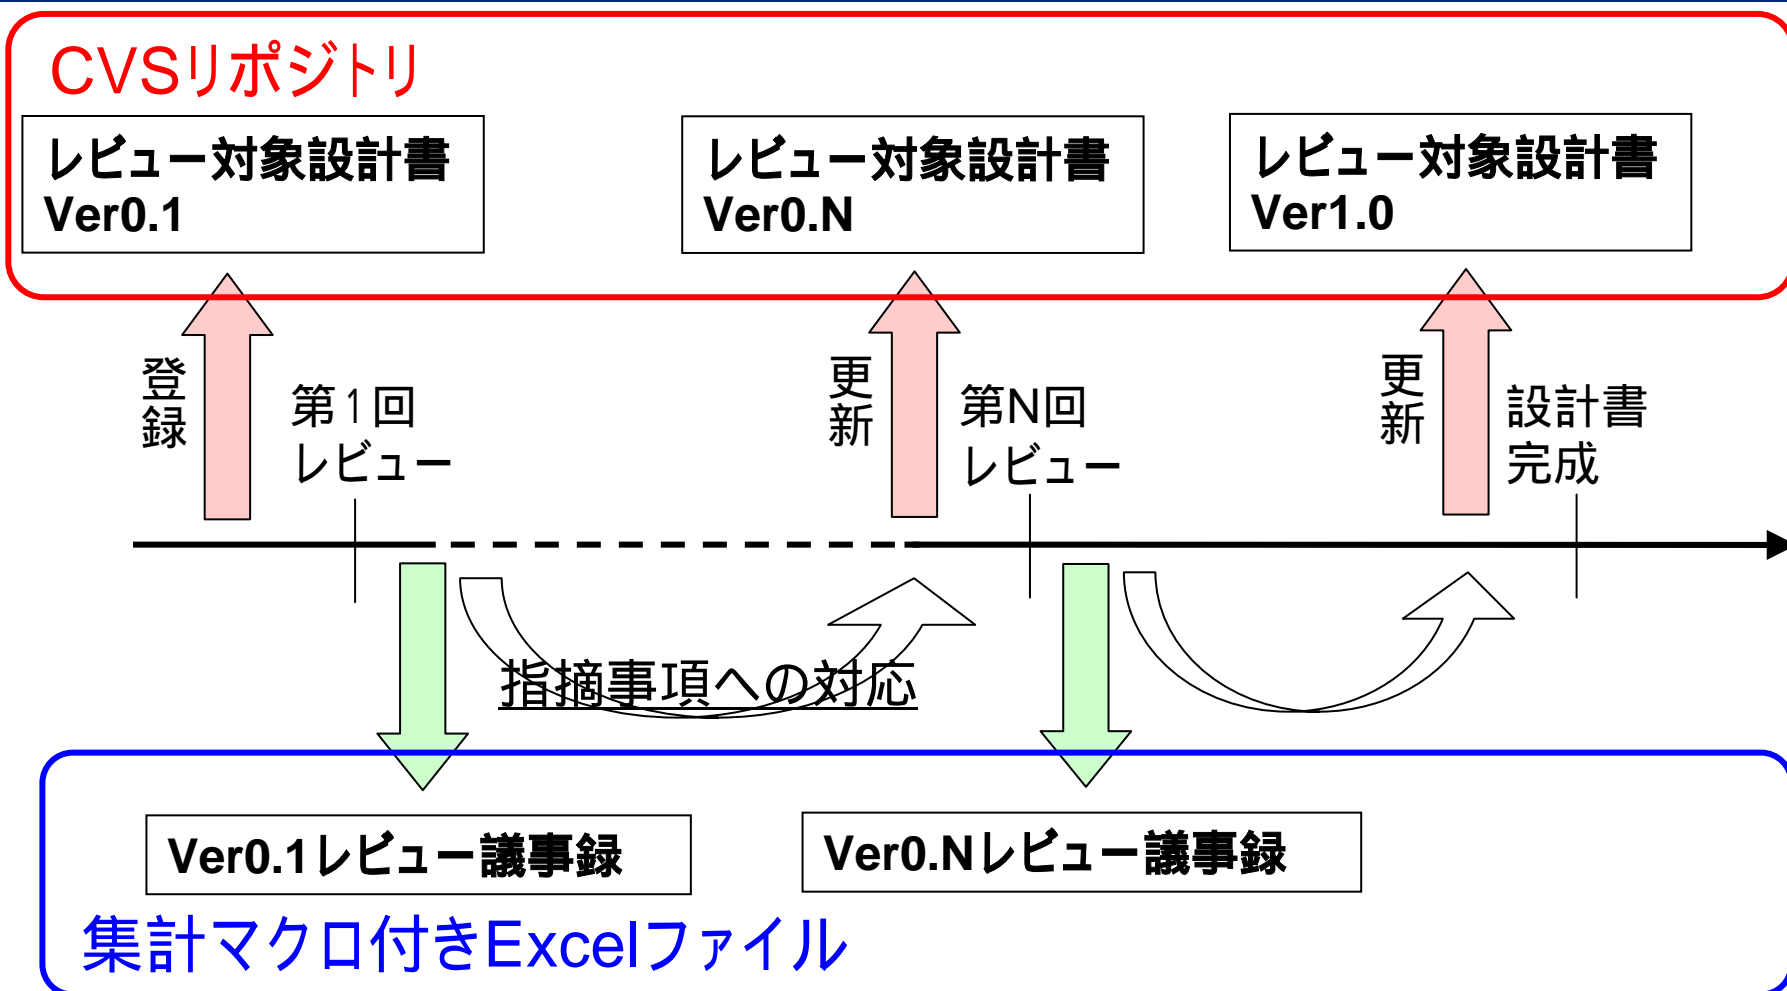 CVSリポジトリ
レビュー対象設計書
Ver0.1
レビュー対象設計書
Ver0.N
レビュー対象設計書
Ver1.0
登録
第1回
レビュー
更新
第N回
レビュー
更新
設計書
完成
指摘事項への対応
Ver0.1レビュー議事録
Ver0.Nレビュー議事録
集計マクロ付きExcelファイル